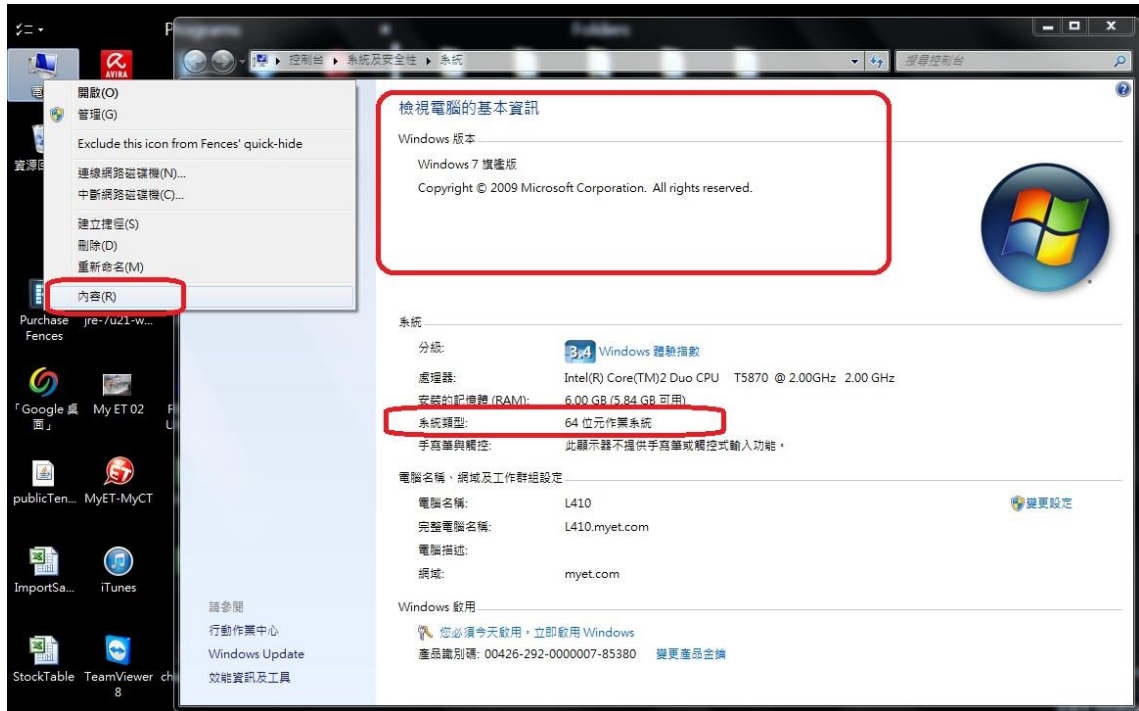 AVIRA
控制台 ▸ 系統及安全性 ▸ 系統
搜尋控制台
開啟(O)
管理(G)
Exclude this icon from Fences' quick-hide
連線網路磁碟機(N)...
中斷網路磁碟機(C)...
建立捷徑(S)
刪除(D)
重新命名(M)
內容(R)
Purchase Fences
jre-7u21-w...
「Google 桌面」
My ET 02
publicTen...
MyET-MyCT
ImportSa...
iTunes
StockTable
TeamViewer 8
檢視電腦的基本資訊
Windows 版本
Windows 7 旗艦版
Copyright © 2009 Microsoft Corporation. All rights reserved.
系統
分級:
3.4 Windows 體驗指數
處理器:
Intel(R) Core(TM)2 Duo CPU T5870 @ 2.00GHz 2.00 GHz
安裝的記憶體 (RAM):
6.00 GB (5.84 GB 可用)
系統類型:
64 位元作業系統
手寫筆與觸控:
此顯示器不提供手寫筆或觸控式輸入功能。
電腦名稱、網域及工作群組設定
電腦名稱:
L410
變更設定
完整電腦名稱:
L410.myet.com
電腦描述:
網域:
myet.com
Windows 啟用
您必須今天啟用。立即啟用 Windows
產品識別碼: 00426-292-0000007-85380 變更產品金鑰
請參閱
行動作業中心
Windows Update
效能資訊及工具